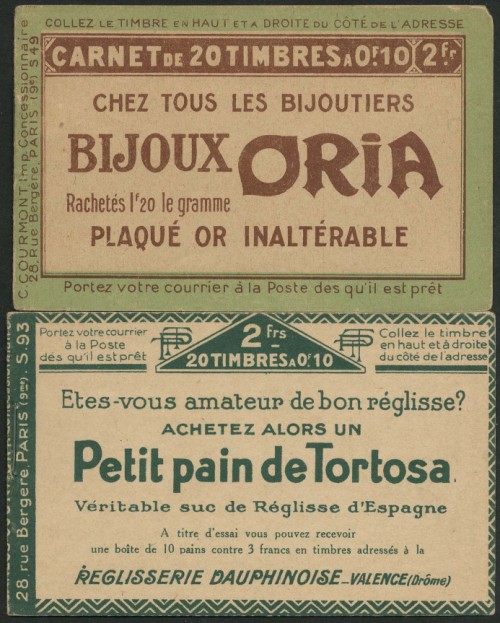 COLLEZ LE TIMBRE EN HAUT ET A DROITE DU CÔTÉ DE L'ADRESSE
CARNET DE 20 TIMBRES A 0F.10 2Fr
CHEZ TOUS LES BIJOUTIERS
BIJOUX ORIA
Rachetés 1f20 le gramme
PLAQUÉ OR INALTÉRABLE
Portez votre courrier à la Poste dès qu'il est prêt
C. COURMONT Imp. Concessionnaire
28, Rue Bergère, PARIS (9e) S 49
Portez votre courrier
à la Poste
dès qu'il est prêt
2 Frs
20 TIMBRES A 0F.10
Collez le timbre
en haut et à droite
du côté de l'adresse
Etes-vous amateur de bon réglisse?
ACHETEZ ALORS UN
Petit pain de Tortosa
Véritable suc de Réglisse d'Espagne
A titre d'essai vous pouvez recevoir
une boîte de 10 pains contre 3 francs en timbres adressés à la
REGLISSERIE DAUPHINOISE_VALENCE (Drôme)
28, rue Bergère, PARIS (9me). S. 93